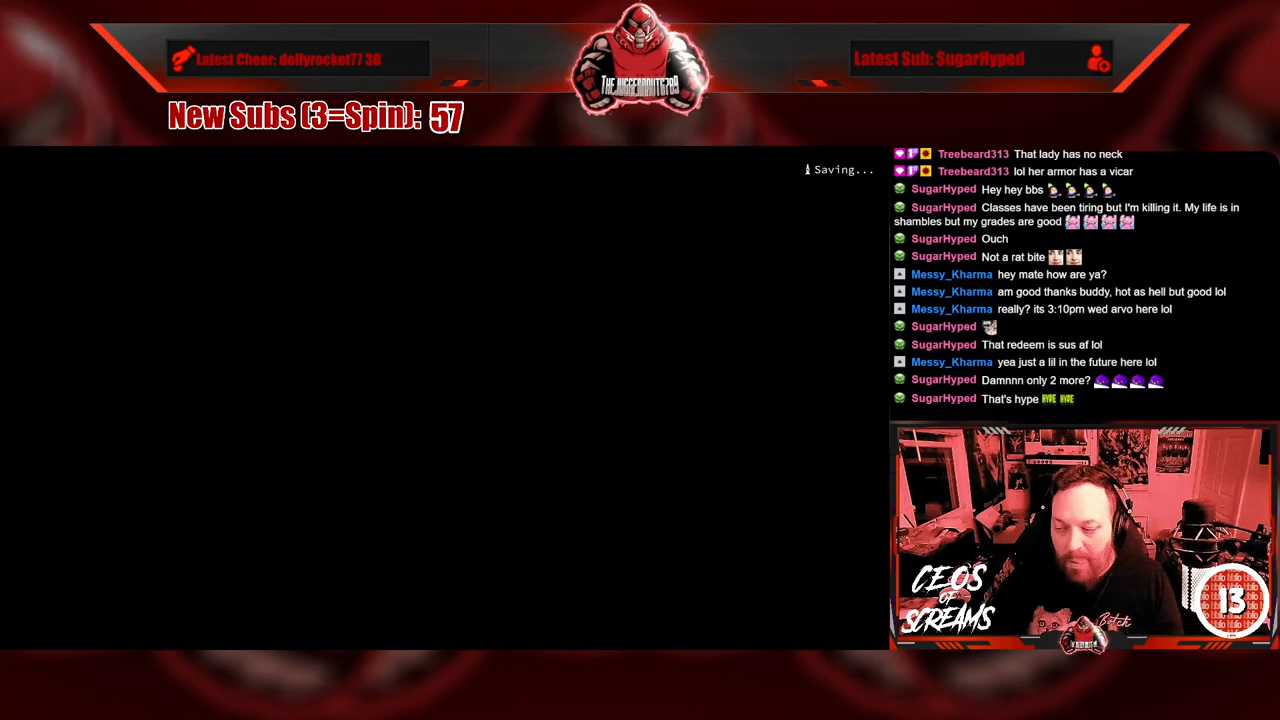 Latest Cheer: dollyrocket77 30
THEJUGGERNAUT6789
Latest Sub: SugarHyped
New Subs (3=Spin): 57
Saving...
Treebeard313 That lady has no neck
Treebeard313 lol her armor has a vicar
SugarHyped Hey hey bbs
SugarHyped Classes have been tiring but I'm killing it. My life is in
shambles but my grades are good
SugarHyped Ouch
SugarHyped Not a rat bite
Messy_Kharma hey mate how are ya?
Messy_Kharma am good thanks buddy, hot as hell but good lol
Messy_Kharma really? its 3:10pm wed arvo here lol
SugarHyped
SugarHyped That redeem is sus af lol
Messy_Kharma yea just a lil in the future here lol
SugarHyped Damnnn only 2 more?
SugarHyped That's hype HYPE HYPE
CEOS
OF
SCREAMS
13